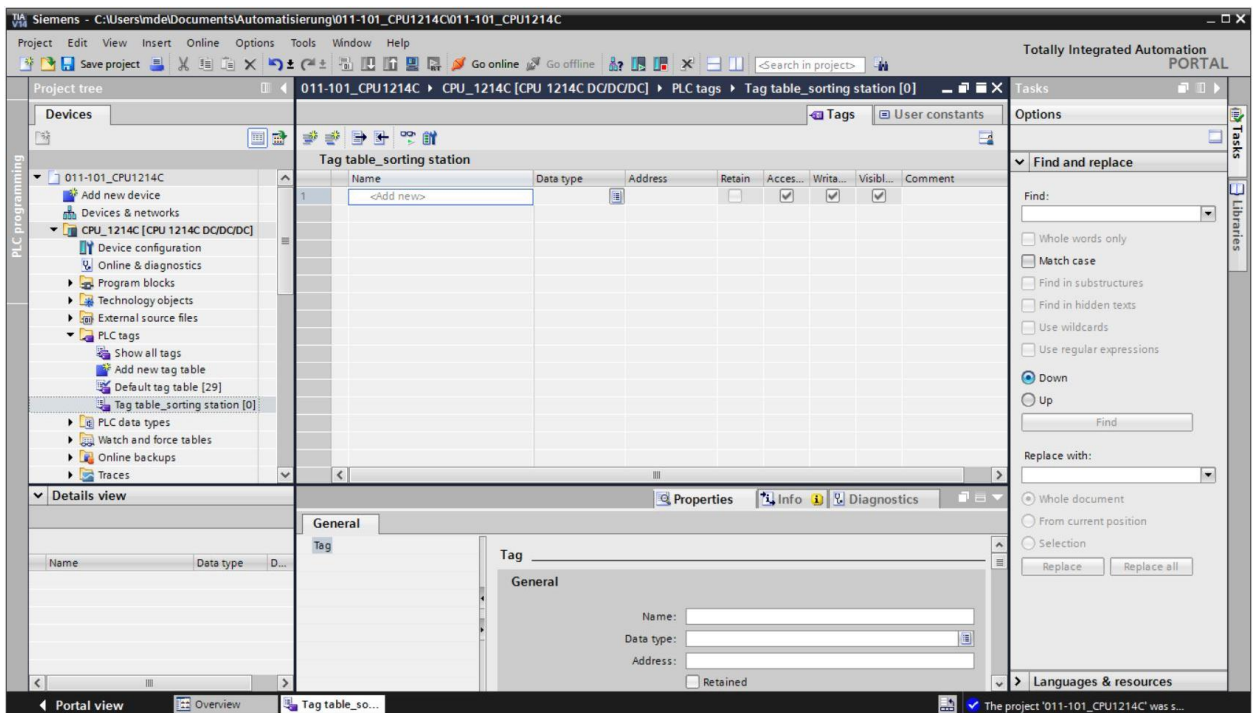 TIA V14 Siemens - C:\Users\mde\Documents\Automatisierung\011-101_CPU1214C\011-101_CPU1214C
Project Edit View Insert Online Options Tools Window Help
Save project Go online Go offline <Search in project>
Totally Integrated Automation
PORTAL
Project tree
011-101_CPU1214C CPU_1214C [CPU 1214C DC/DC/DC] PLC tags Tag table_sorting station [0]
Tasks
Devices
Tags User constants
Options
Tag table_sorting station
Find and replace
Name Data type Address Retain Acces... Writa... Visibl... Comment
1 <Add new>
011-101_CPU1214C
Add new device
Devices & networks
CPU_1214C [CPU 1214C DC/DC/DC]
Device configuration
Online & diagnostics
Program blocks
Technology objects
External source files
PLC tags
Show all tags
Add new tag table
Default tag table [29]
Tag table_sorting station [0]
PLC data types
Watch and force tables
Online backups
Traces
PLC programming
Find:
Whole words only
Match case
Find in substructures
Find in hidden texts
Use wildcards
Use regular expressions
Down
Up
Find
Replace with:
Whole document
From current position
Selection
Replace Replace all
Languages & resources
Tasks
Libraries
Details view
Name Data type D...
Properties Info Diagnostics
General
Tag
Tag
General
Name:
Data type:
Address:
Retained
Portal view Overview Tag table_so... The project '011-101_CPU1214C' was s...